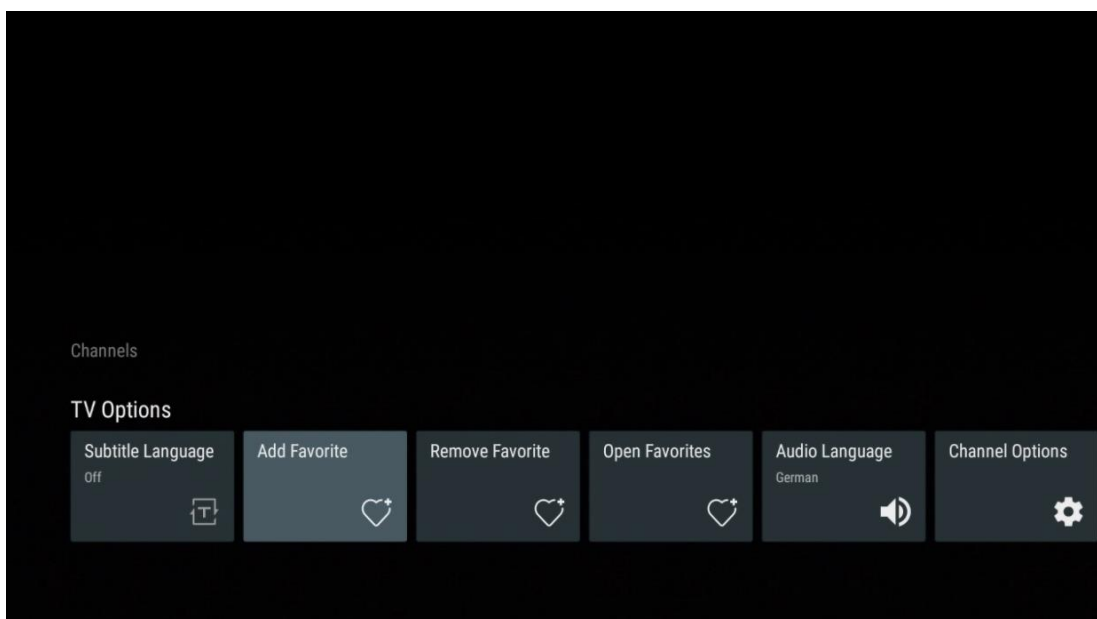 Channels
TV Options
Subtitle Language
Off
Add Favorite
Remove Favorite
Open Favorites
Audio Language
German
Channel Options